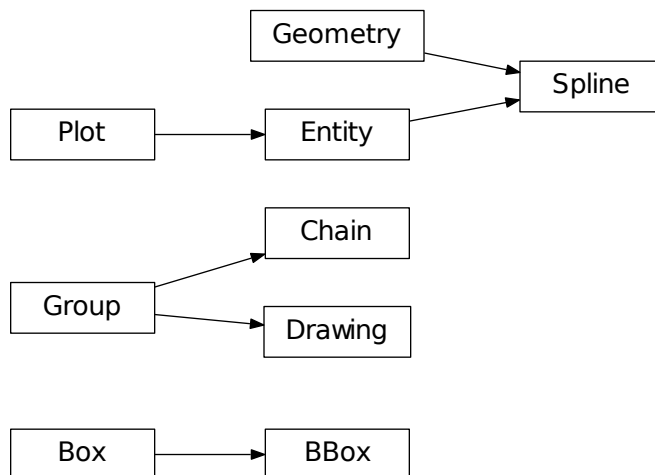 Geometry
Spline
Plot
Entity
Chain
Group
Drawing
Box
BBox